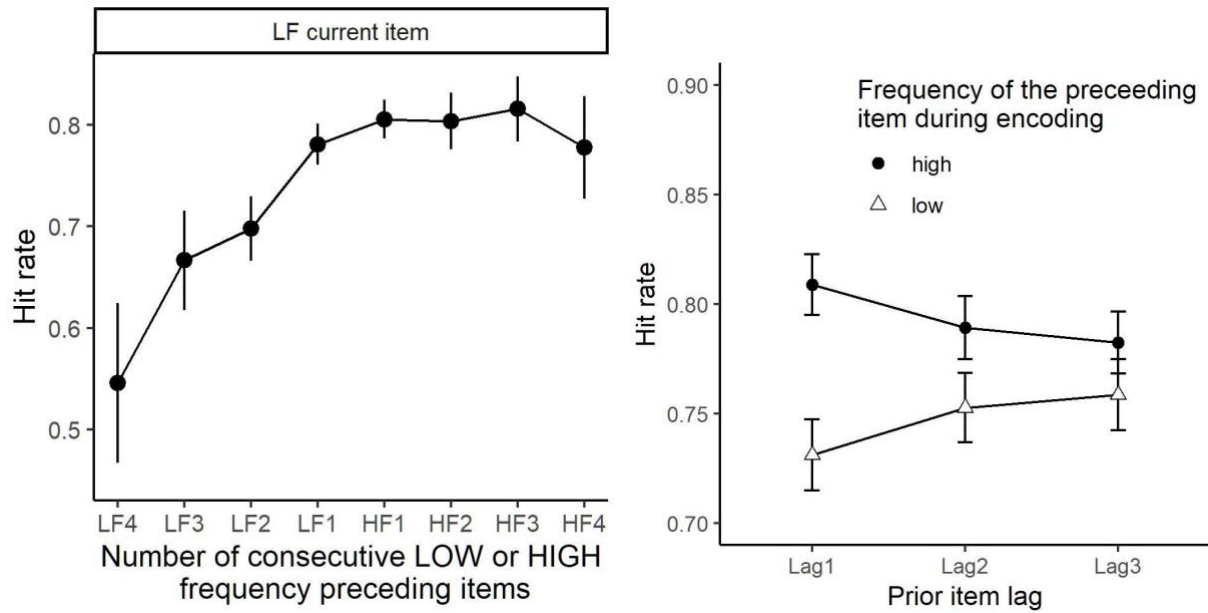 LF current item
Hit rate
0.8
0.7
0.6
0.5
LF4 LF3 LF2 LF1 HF1 HF2 HF3 HF4
Number of consecutive LOW or HIGH
frequency preceding items
Frequency of the preceeding
item during encoding
high
low
Hit rate
0.90
0.85
0.80
0.75
0.70
Lag1 Lag2 Lag3
Prior item lag